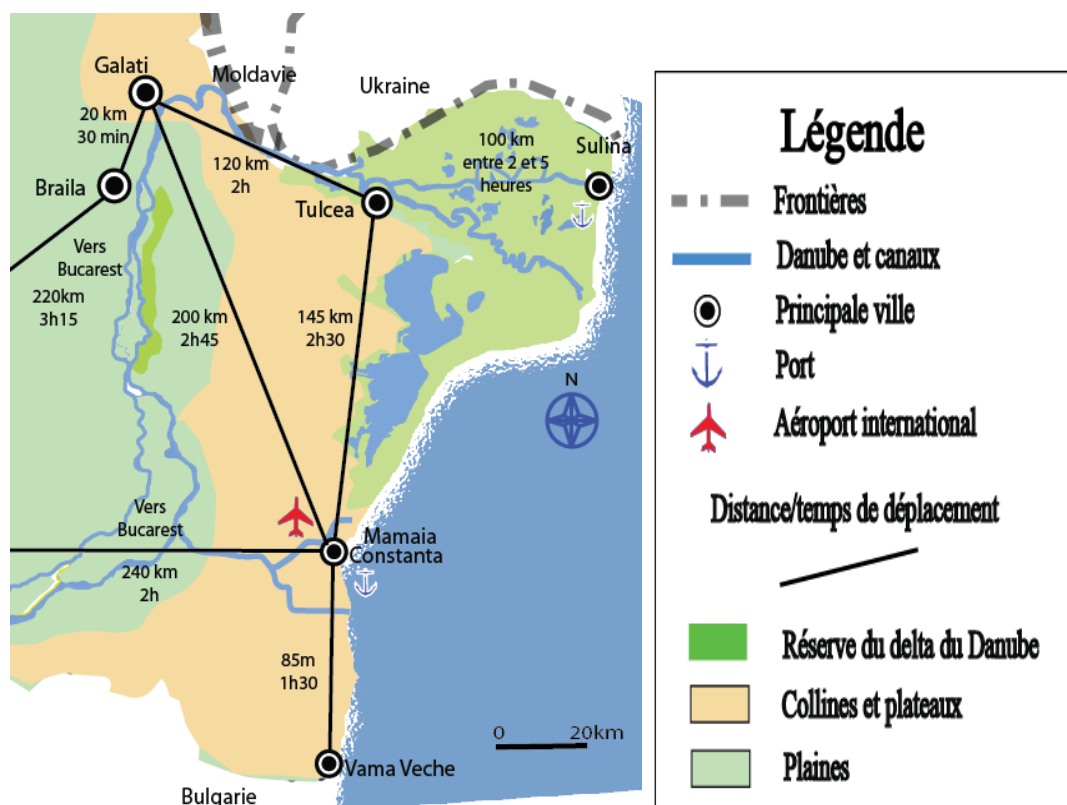 Galati
Moldavie
Ukraine
20 km
30 min
Braila
120 km
2h
100 km
entre 2 et 5
heures
Sulina
Tulcea
Vers
Bucarest
220km
3h15
200 km
2h45
145 km
2h30
N
Vers
Bucarest
Mamaia
Constanta
240 km
2h
85m
1h30
0 20km
Vama Veche
Bulgarie
Légende
Frontières
Danube et canaux
Principale ville
Port
Aéroport international
Distance/temps de déplacement
Réserve du delta du Danube
Collines et plateaux
Plaines